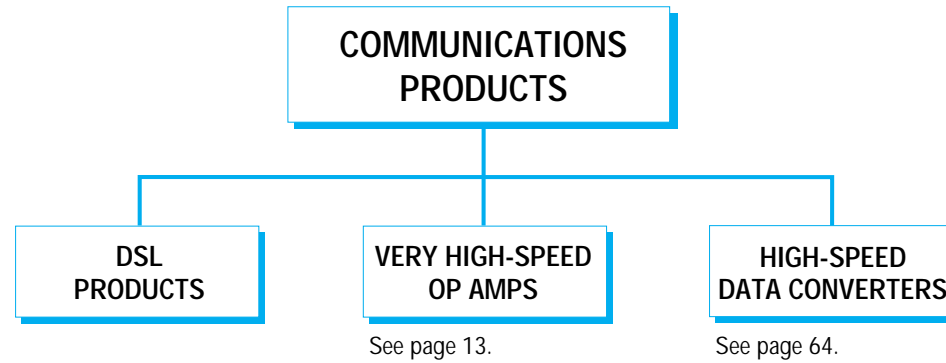 COMMUNICATIONS
PRODUCTS
DSL
PRODUCTS
VERY HIGH-SPEED
OP AMPS
See page 13.
HIGH-SPEED
DATA CONVERTERS
See page 64.